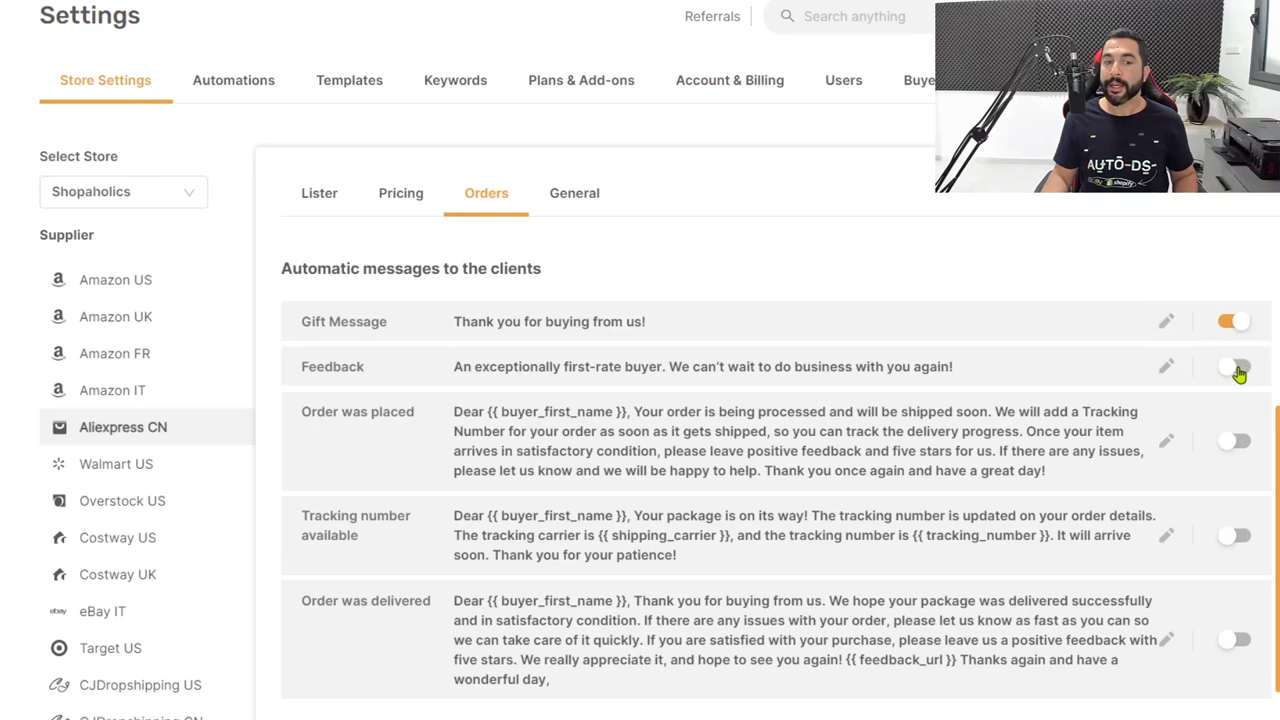 Settings
Referrals
Search anything
Store Settings
Automations
Templates
Keywords
Plans & Add-ons
Account & Billing
Users
Buye
AUTO-DS
shopify
Select Store
Shopaholics
Supplier
Amazon US
Amazon UK
Amazon FR
Amazon IT
Aliexpress CN
Walmart US
Overstock US
Costway US
Costway UK
ebay
eBay IT
Target US
CJDropshipping US
CJDropshipping CN
Lister
Pricing
Orders
General
Automatic messages to the clients
Gift Message
Thank you for buying from us!
Feedback
An exceptionally first-rate buyer. We can’t wait to do business with you again!
Order was placed
Dear {{ buyer_first_name }}, Your order is being processed and will be shipped soon. We will add a Tracking
Number for your order as soon as it gets shipped, so you can track the delivery progress. Once your item
arrives in satisfactory condition, please leave positive feedback and five stars for us. If there are any issues,
please let us know and we will be happy to help. Thank you once again and have a great day!
Tracking number
available
Dear {{ buyer_first_name }}, Your package is on its way! The tracking number is updated on your order details.
The tracking carrier is {{ shipping_carrier }}, and the tracking number is {{ tracking_number }}. It will arrive
soon. Thank you for your patience!
Order was delivered
Dear {{ buyer_first_name }}, Thank you for buying from us. We hope your package was delivered successfully
and in satisfactory condition. If there are any issues with your order, please let us know as fast as you can so
we can take care of it quickly. If you are satisfied with your purchase, please leave us a positive feedback with
five stars. We really appreciate it, and hope to see you again! {{ feedback_url }} Thanks again and have a
wonderful day,